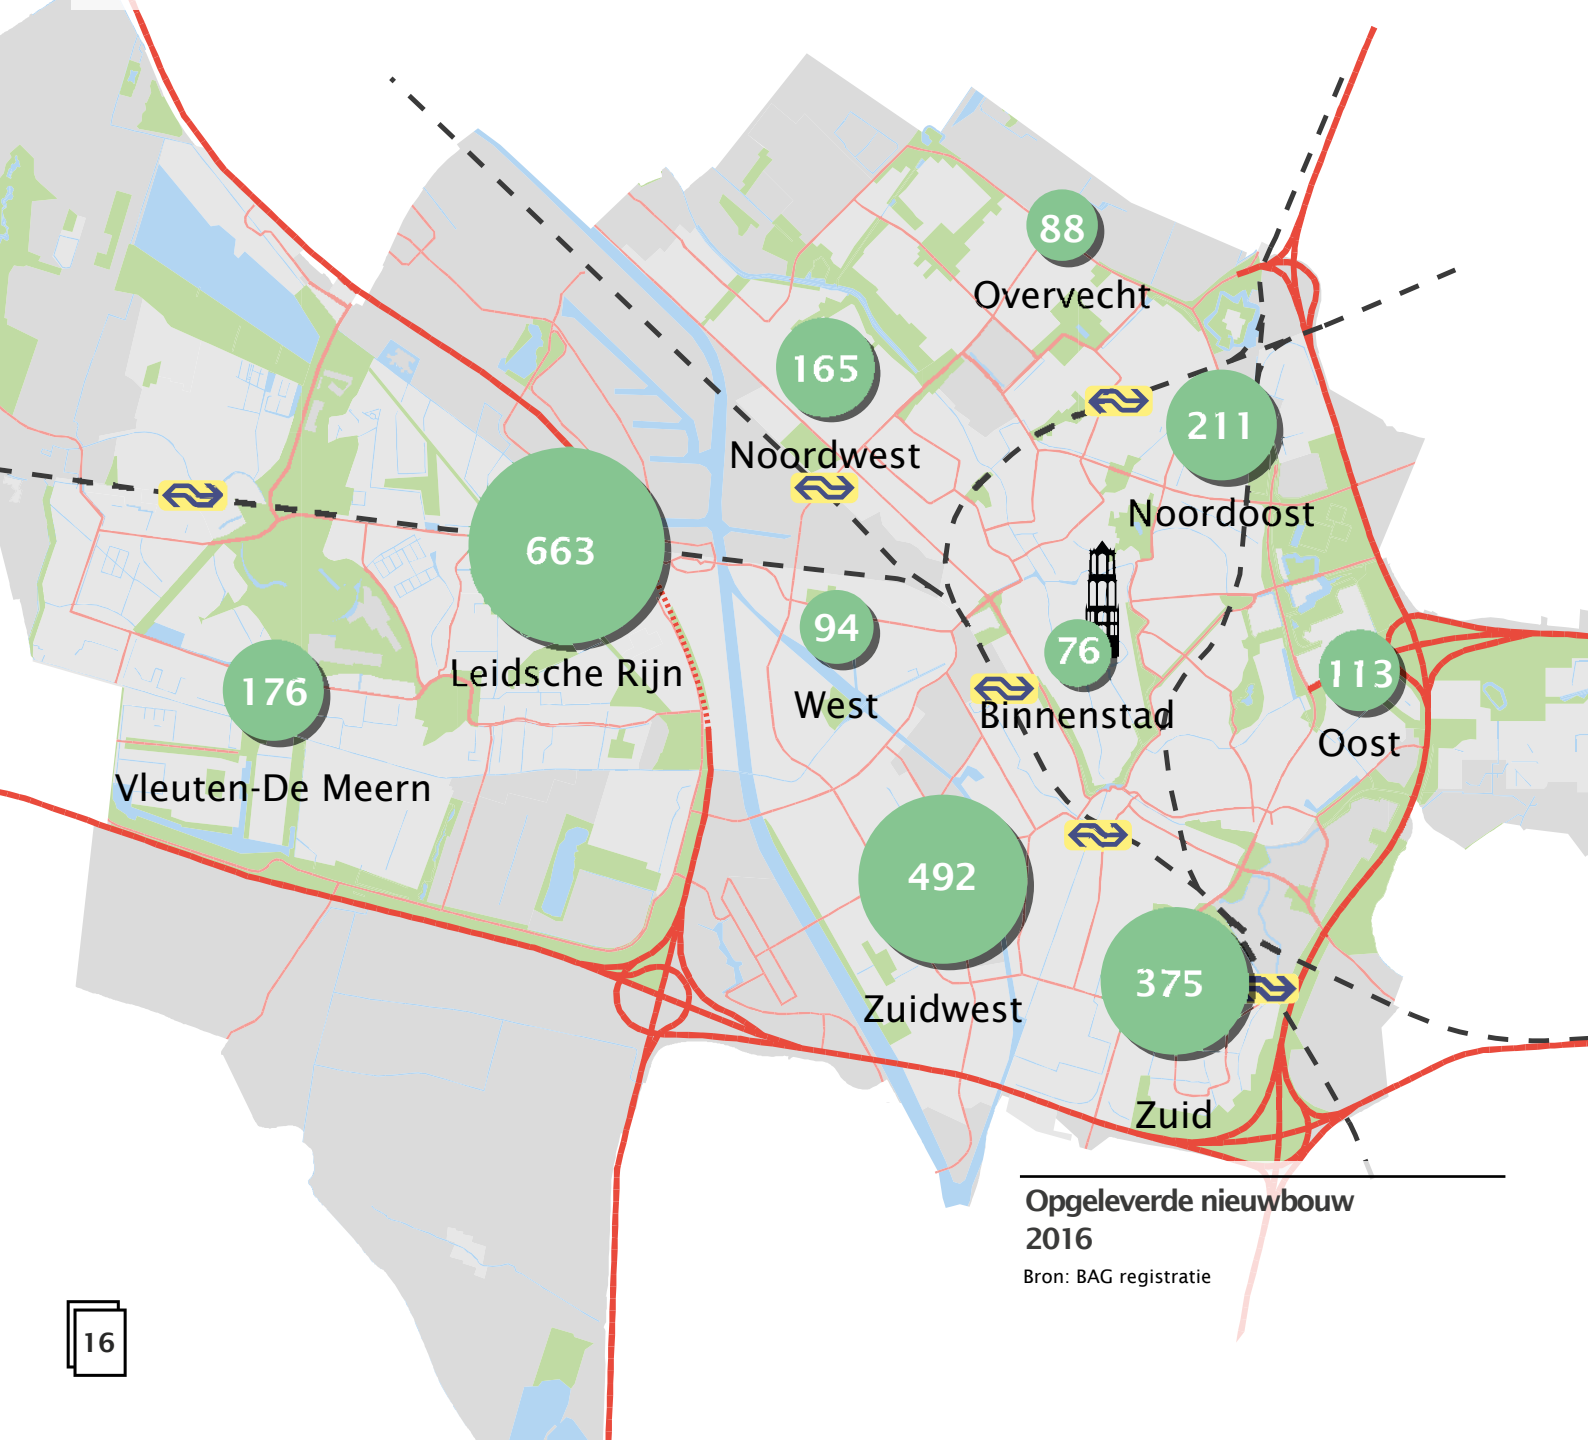 88
Overvecht
165
Noordwest
211
Noordoost
663
Leidsche Rijn
94
West
76
Binnenstad
113
Oost
176
Vleuten-De Meern
492
Zuidwest
375
Zuid
Opgeleverde nieuwbouw
2016
Bron: BAG registratie
16